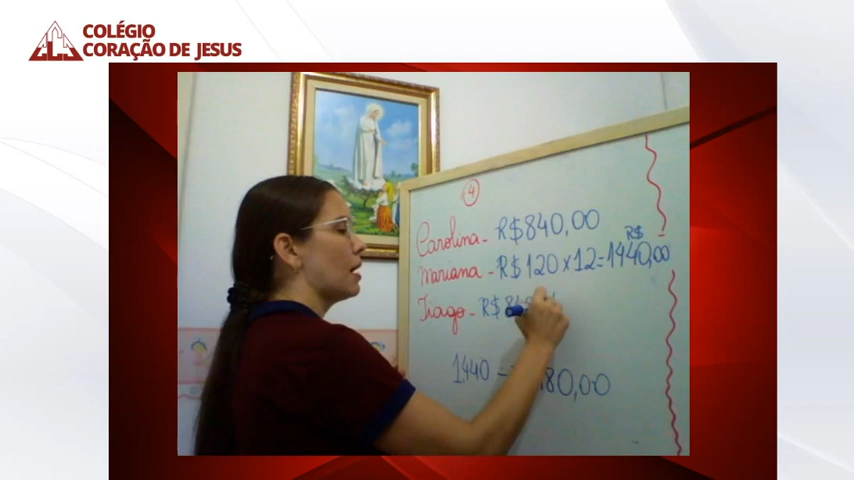 COLÉGIO
CORAÇÃO DE JESUS
4
Carolina - R$840,00
Mariana - R$120 x 12 = R$ 1440,00
Tiago - R$
1440 - 80,00